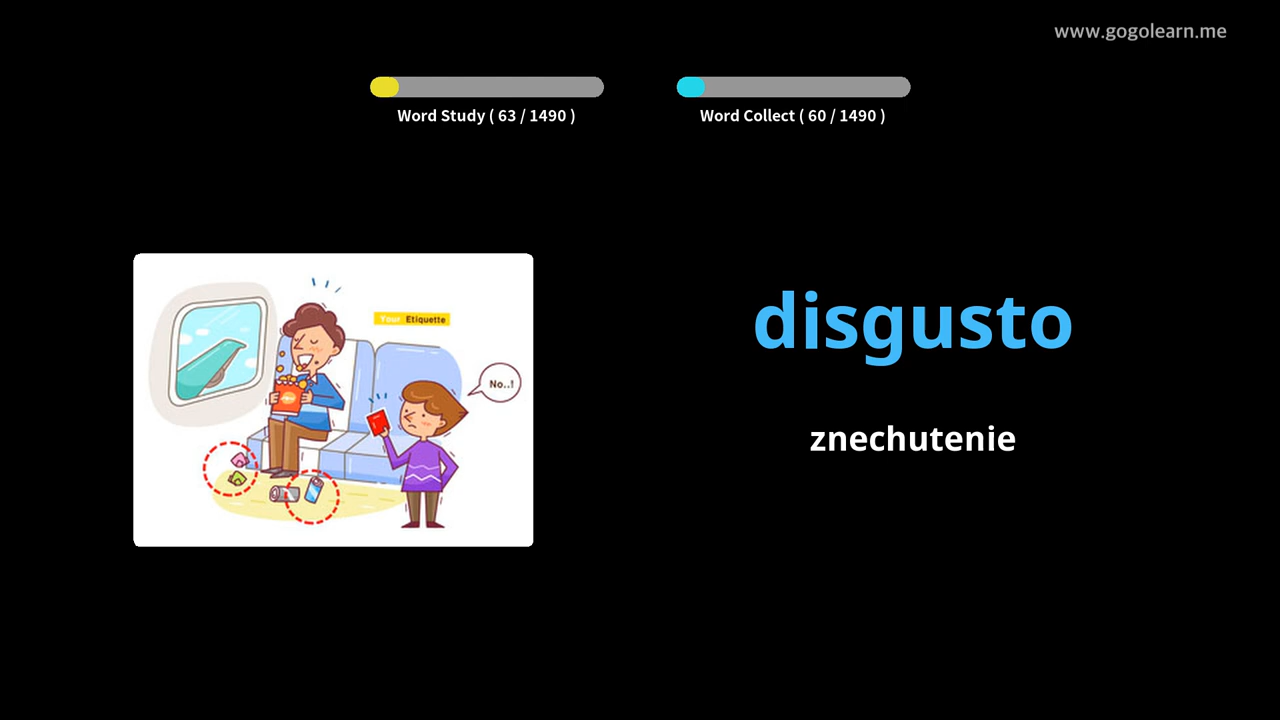 www.gogolearn.me
Word Study ( 63 / 1490 )
Word Collect ( 60 / 1490 )
Your Etiquette
No..!
disgusto
znechutenie